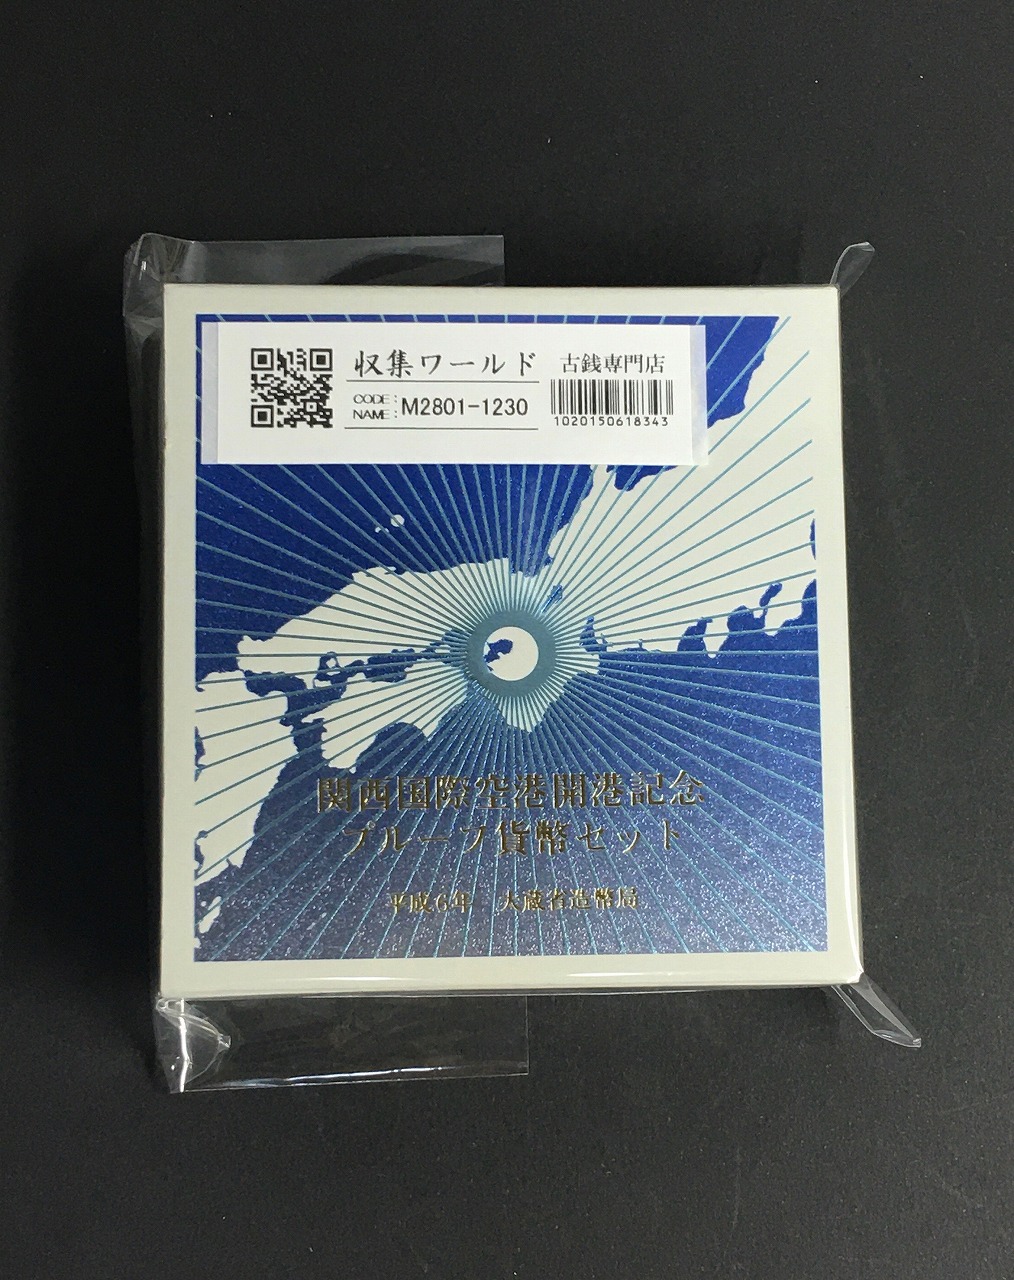 収集ワールド
古銭専門店
CODE:
NAME:
M2801-1230
1020150618343
関西国際空港開港記念
プルーフ貨幣セット
平成6年 大蔵省造幣局